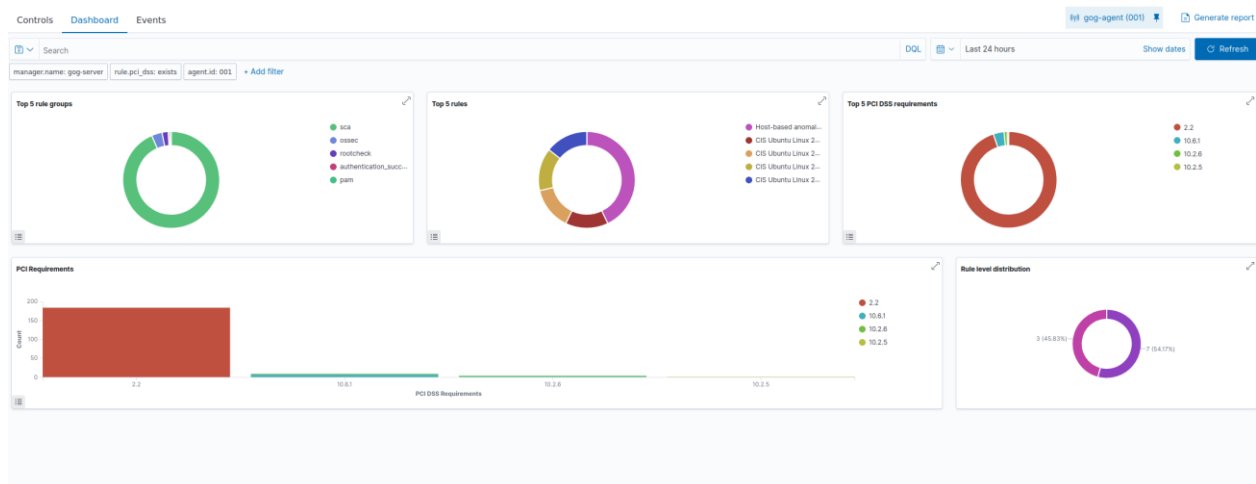 Controls Dashboard Events
gog-agent (001) Generate report
Search DQL Last 24 hours Show dates Refresh
manager.name: gog-server rule.pci_dss: exists agent.id: 001 + Add filter
Top 5 rule groups
sca
ossec
rootcheck
authentication_succ...
pam
Top 5 rules
Host-based anomal...
CIS Ubuntu Linux 2...
CIS Ubuntu Linux 2...
CIS Ubuntu Linux 2...
CIS Ubuntu Linux 2...
Top 5 PCI DSS requirements
2.2
10.6.1
10.2.6
10.2.5
PCI Requirements
200
150
100
50
0
Count
2.2 10.6.1 10.2.6 10.2.5
PCI DSS Requirements
2.2
10.6.1
10.2.6
10.2.5
Rule level distribution
3 (45.83%)
7 (54.17%)